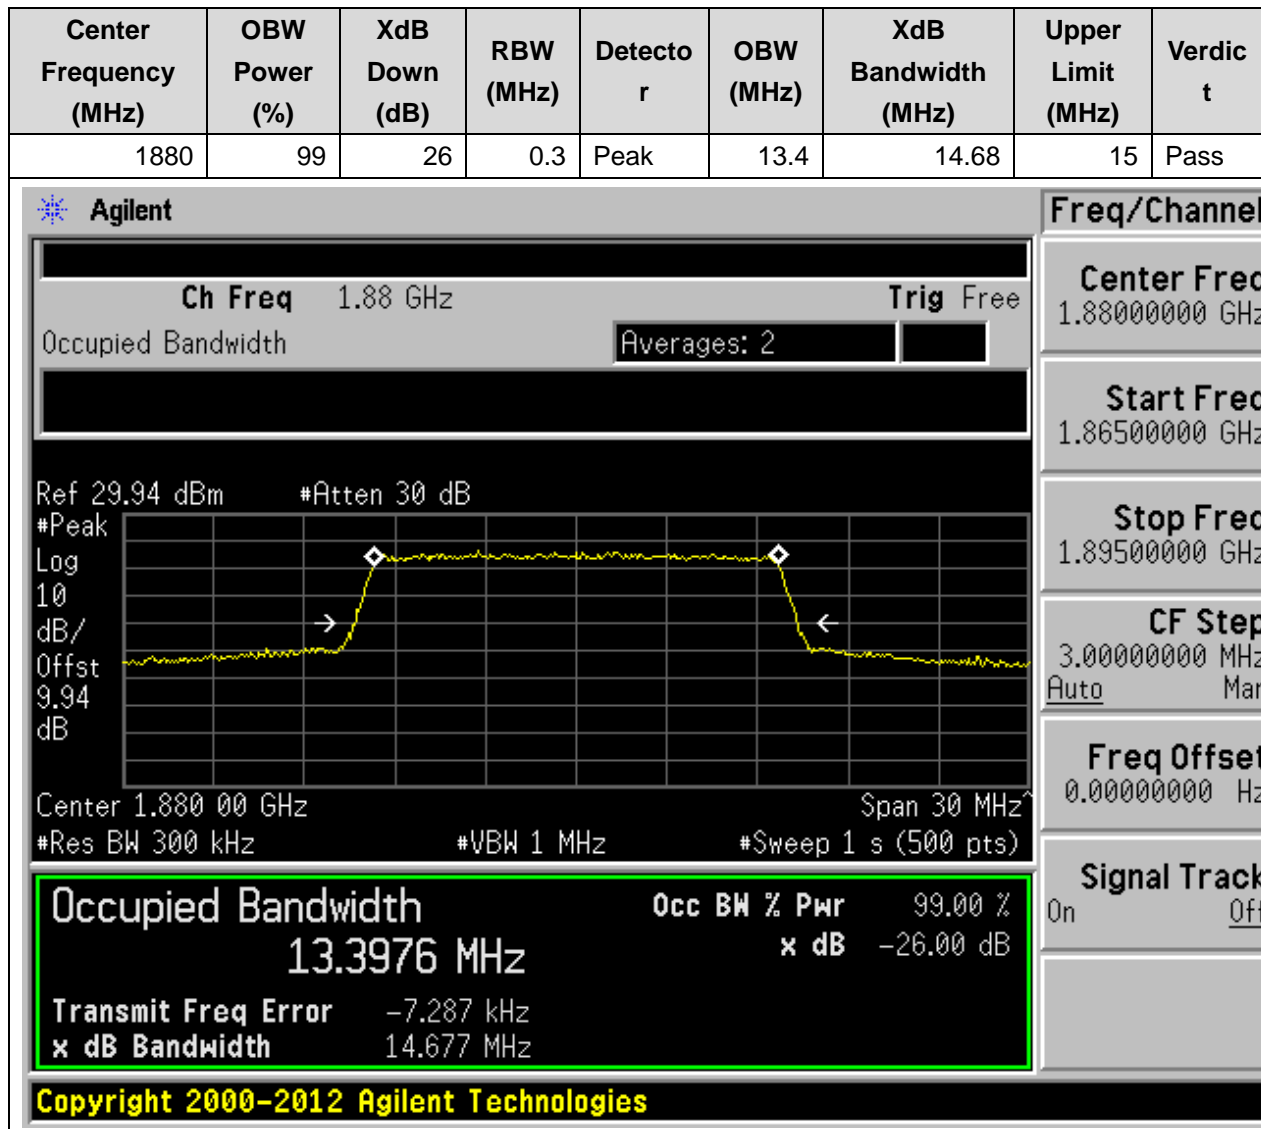 Center Frequency (MHz) OBW Power (%) XdB Down (dB) RBW (MHz) Detecto r OBW (MHz) XdB Bandwidth (MHz) Upper Limit (MHz) Verdic t
1880 99 26 0.3 Peak 13.4 14.68 15 Pass
Agilent
Freq/Channel
Ch Freq 1.88 GHz Trig Free
Occupied Bandwidth Averages: 2
Center Freq
1.88000000 GHz
Start Freq
1.86500000 GHz
Stop Freq
1.89500000 GHz
CF Step
3.00000000 MHz
Auto Man
Freq Offset
0.00000000 Hz
Signal Track
On Off
Ref 29.94 dBm #Atten 30 dB
#Peak
Log
10
dB/
Offst
9.94
dB
Center 1.880 00 GHz Span 30 MHz^
#Res BW 300 kHz #VBW 1 MHz #Sweep 1 s (500 pts)
Occupied Bandwidth
13.3976 MHz
Occ BW % Pwr 99.00 %
x dB -26.00 dB
Transmit Freq Error -7.287 kHz
x dB Bandwidth 14.677 MHz
Copyright 2000-2012 Agilent Technologies